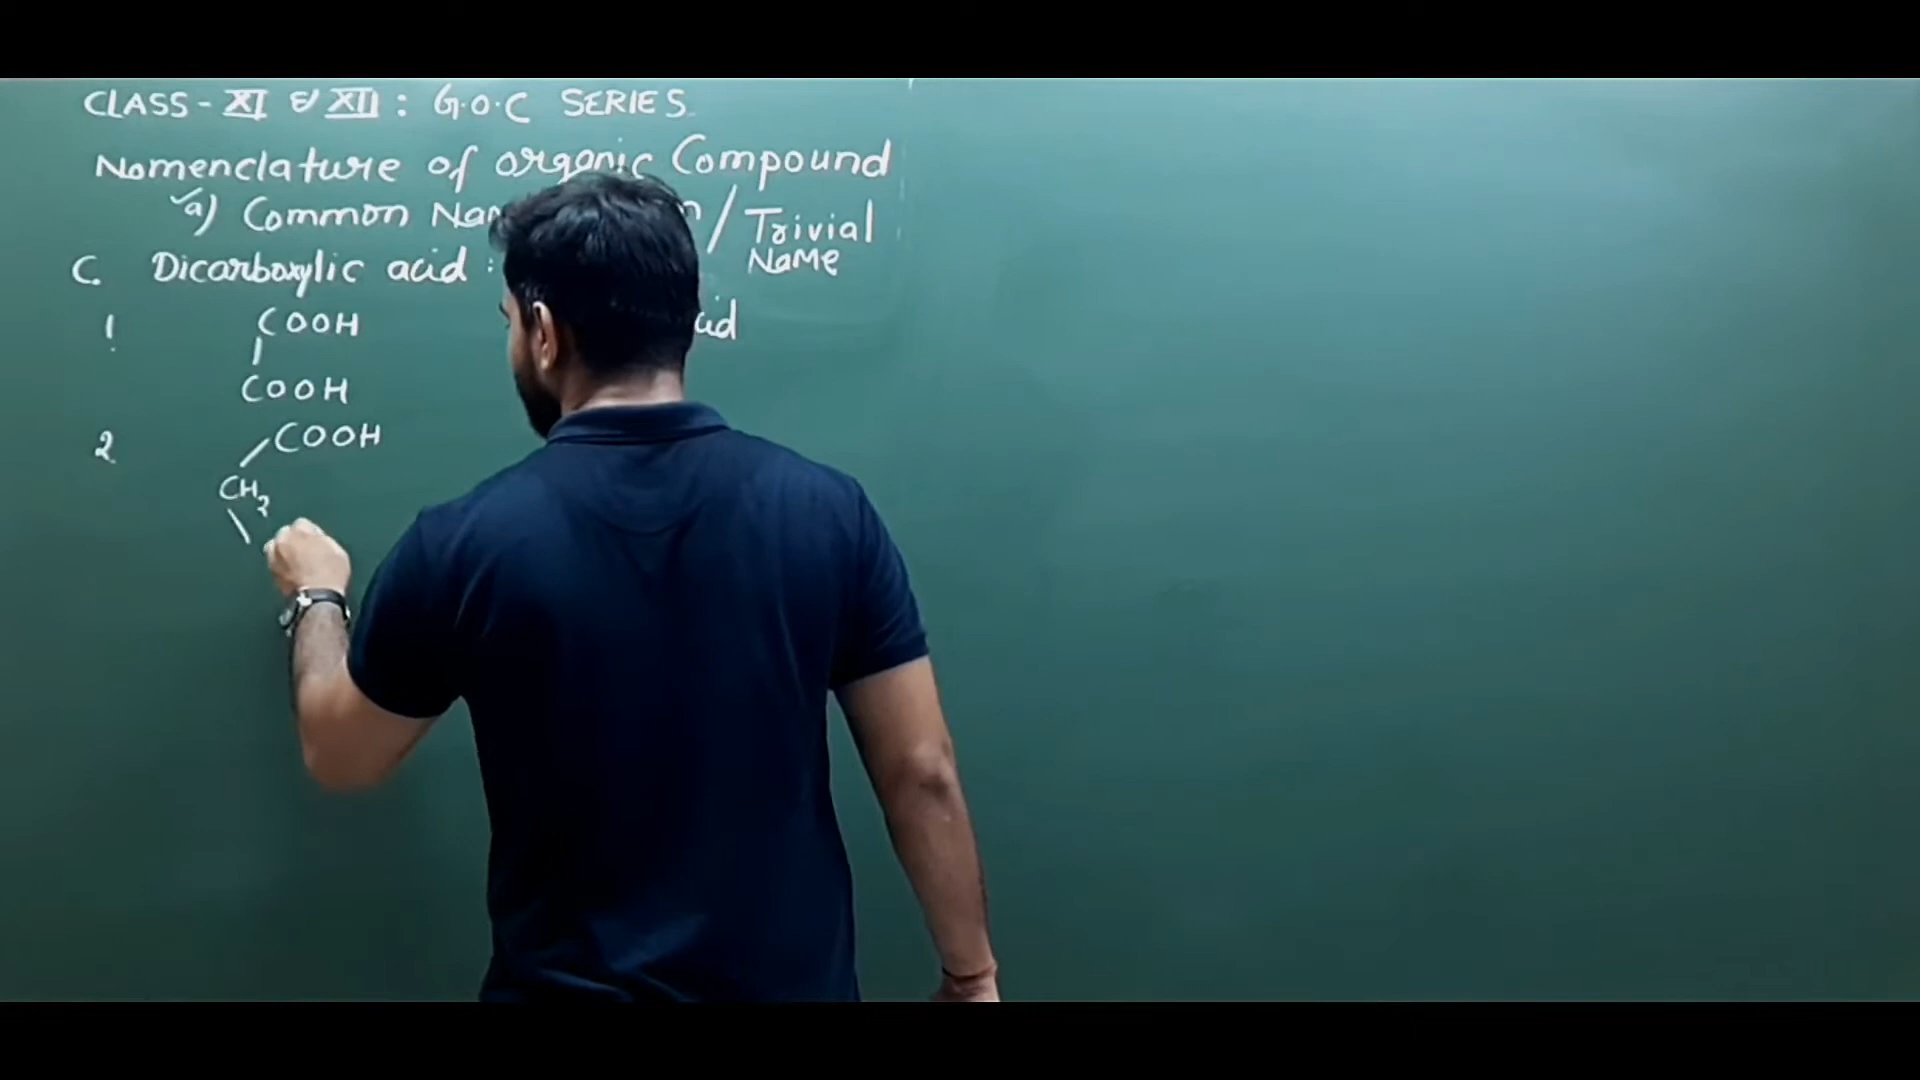 CLASS - XI & XII : G.O.C SERIES
Nomenclature of organic Compound
a) Common / Trivial
Name
C. Dicarboxylic acid :
1 COOH
COOH
2 COOH
CH2